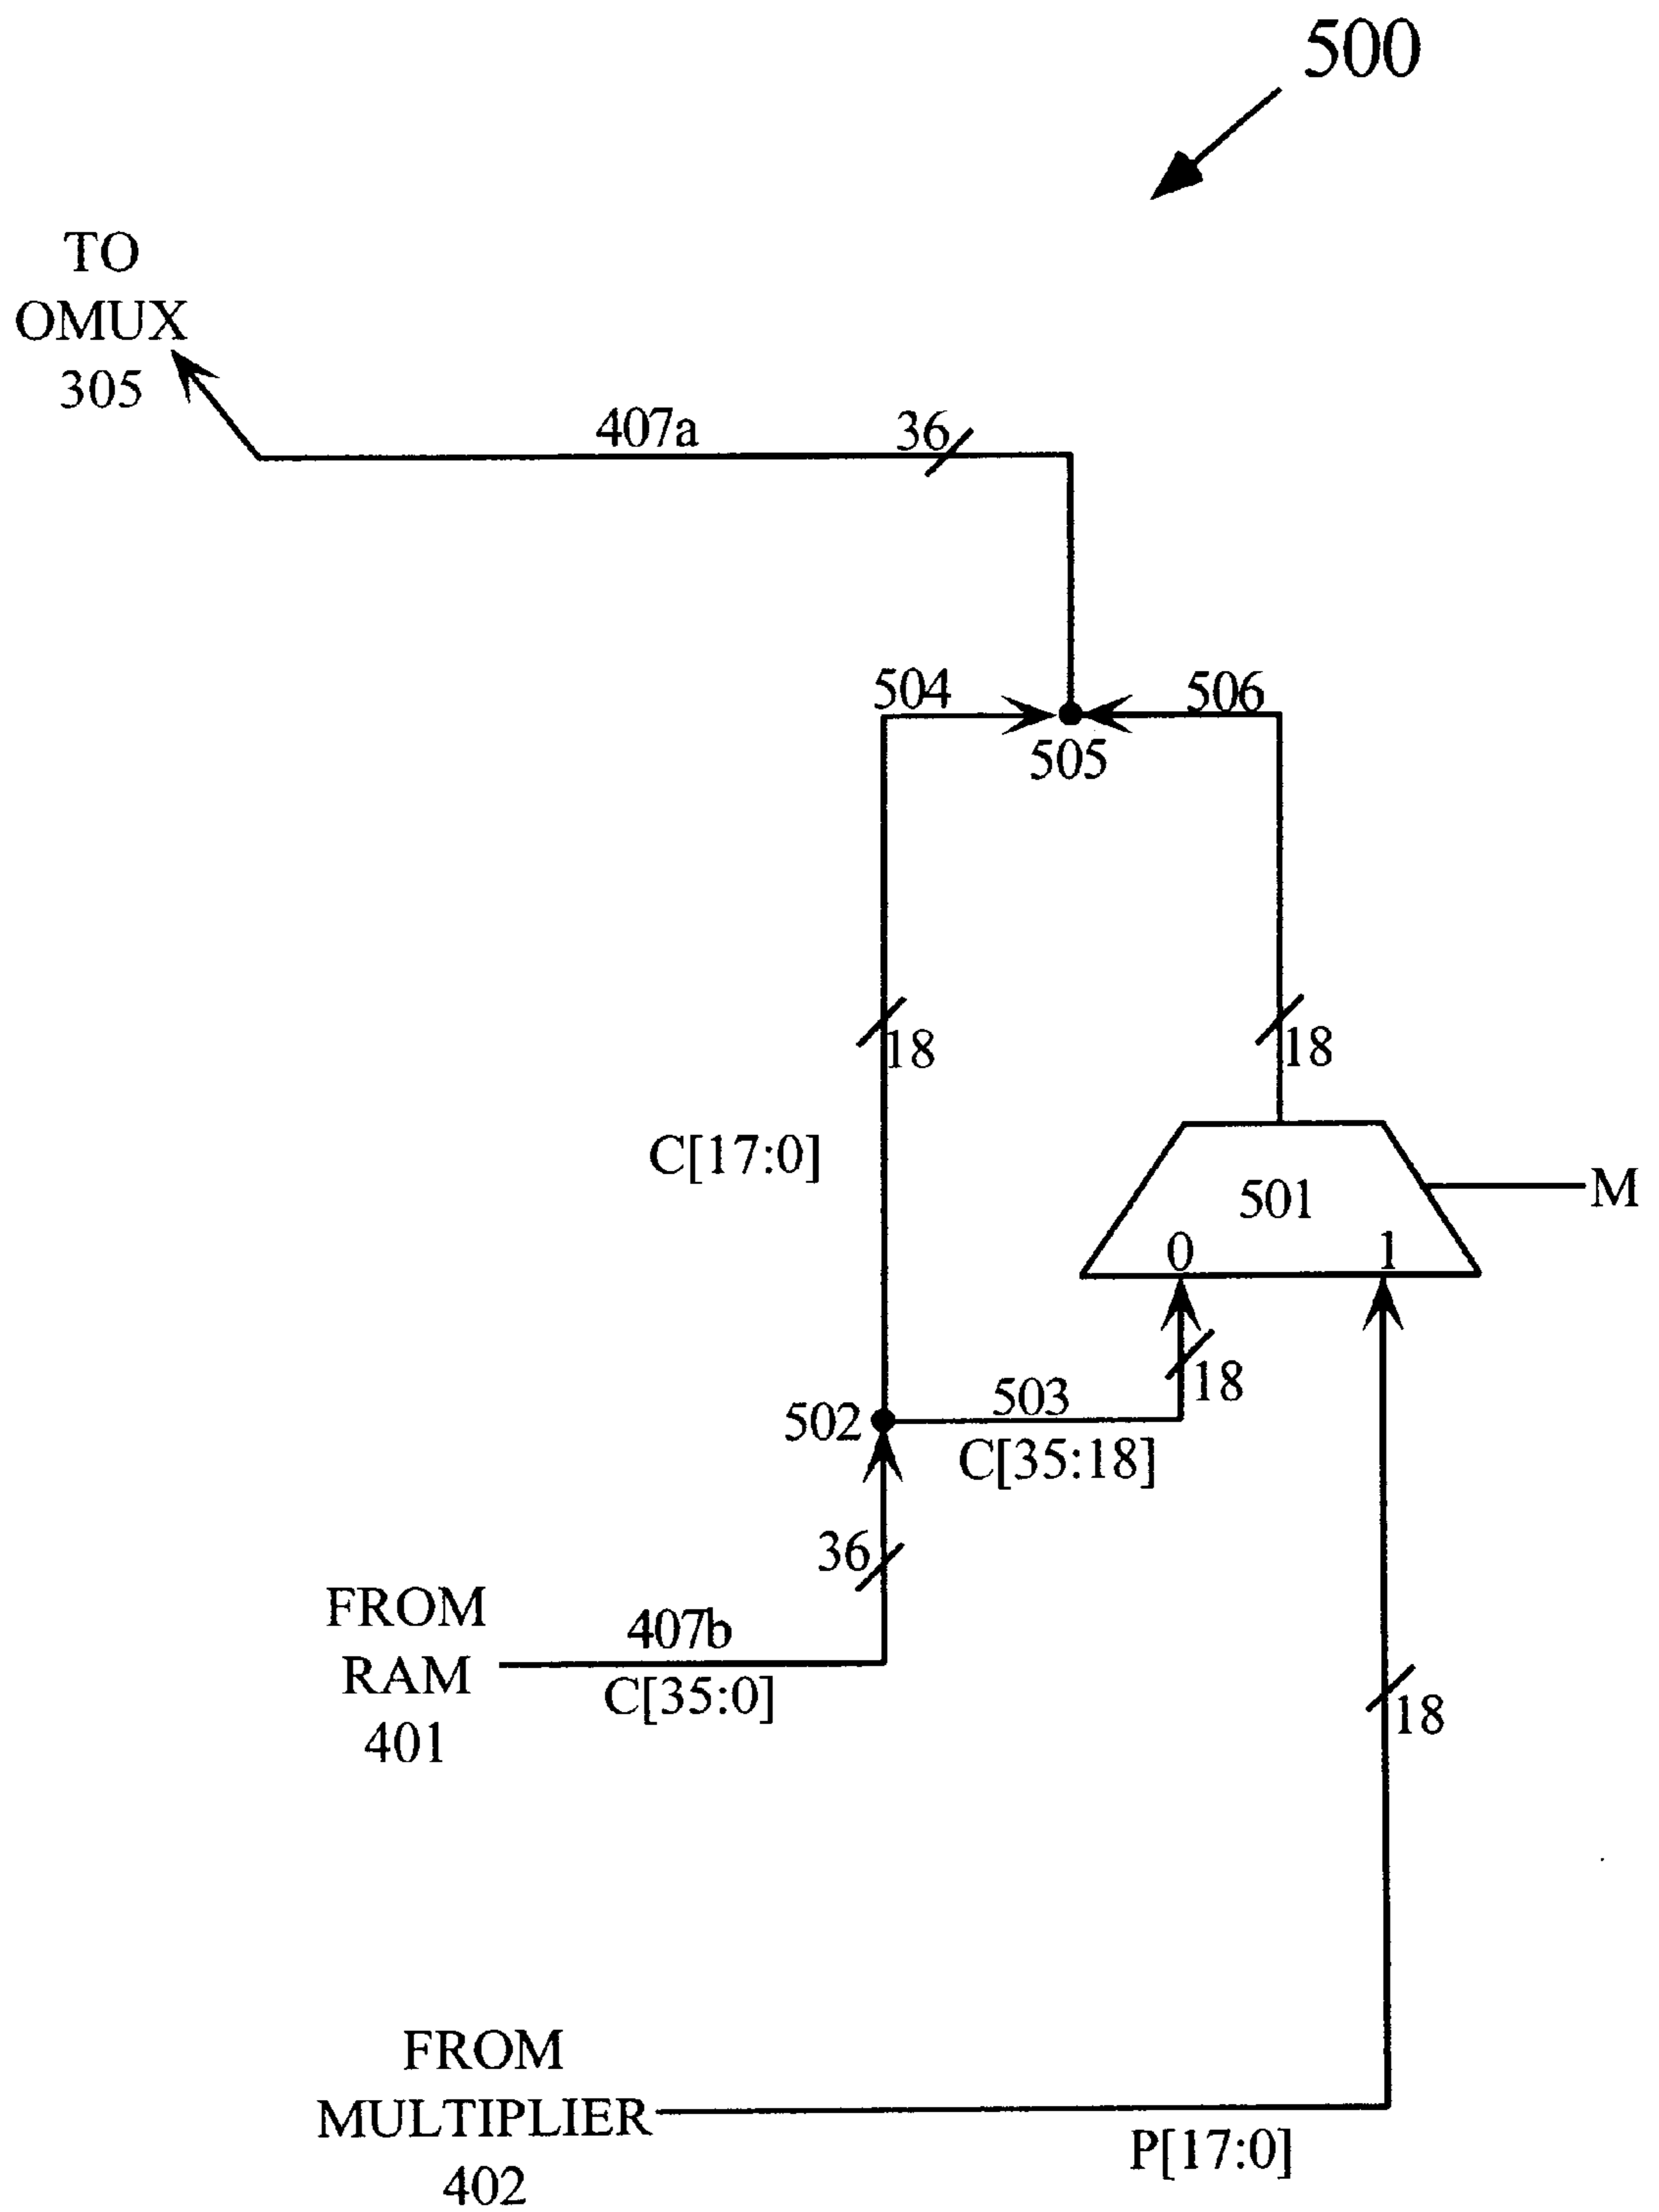 500
TO
OMUX
305
407a
36
504
506
505
18
18
C[17:0]
501
M
0
1
18
503
502
C[35:18]
36
FROM
RAM
401
407b
C[35:0]
18
FROM
MULTIPLIER
402
P[17:0]